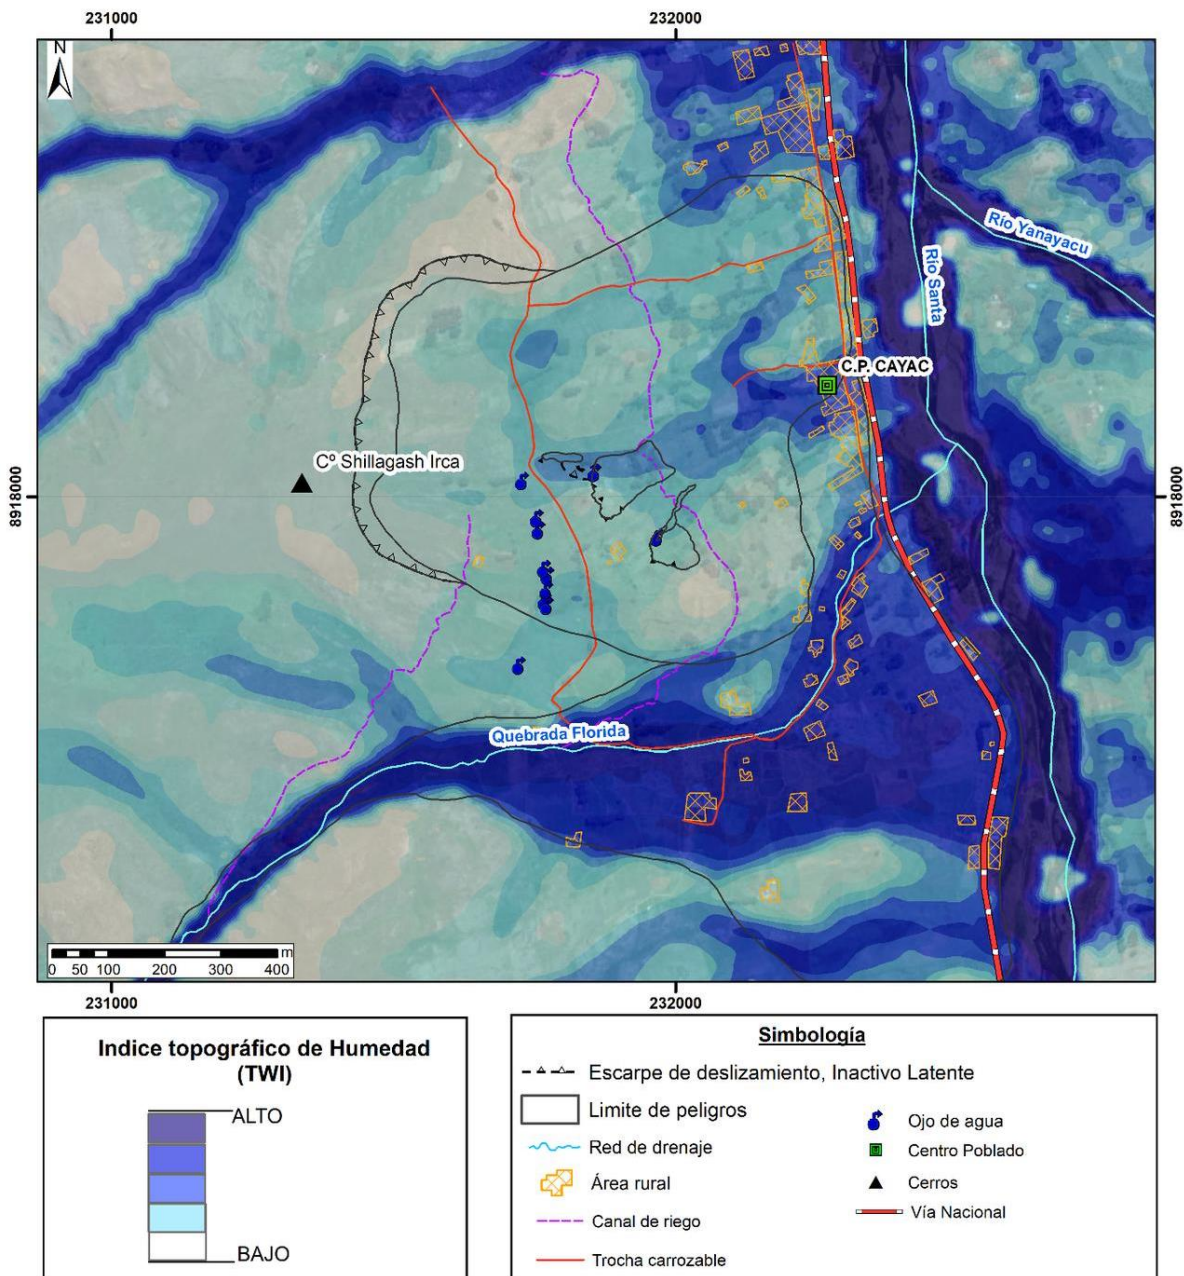 231000
232000
N
Río Yanayacu
Río Santa
C.P. CAYAC
Cº Shillagash Irca
8918000
8918000
Quebrada Florida
m
0 50 100 200 300 400
231000
232000
Indice topográfico de Humedad
(TWI)
ALTO
BAJO
Simbología
Escarpe de deslizamiento, Inactivo Latente
Limite de peligros
Red de drenaje
Área rural
Canal de riego
Trocha carrozable
Ojo de agua
Centro Poblado
Cerros
Vía Nacional